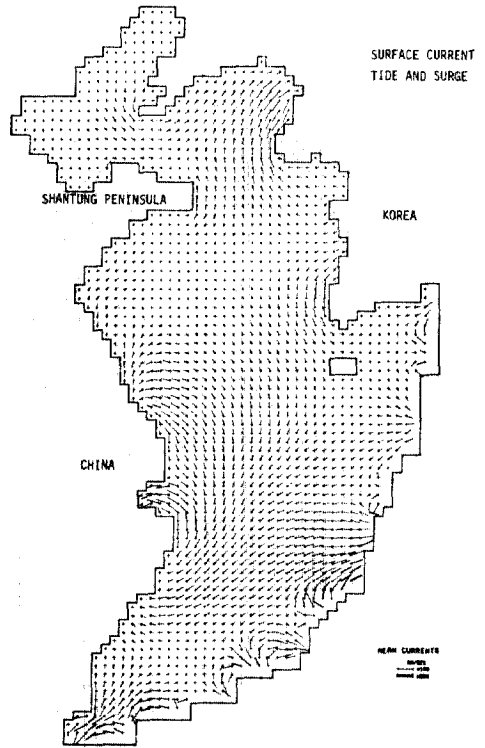 SURFACE CURRENT
TIDE AND SURGE
SHANTUNG PENINSULA
KOREA
CHINA
MEAN CURRENTS